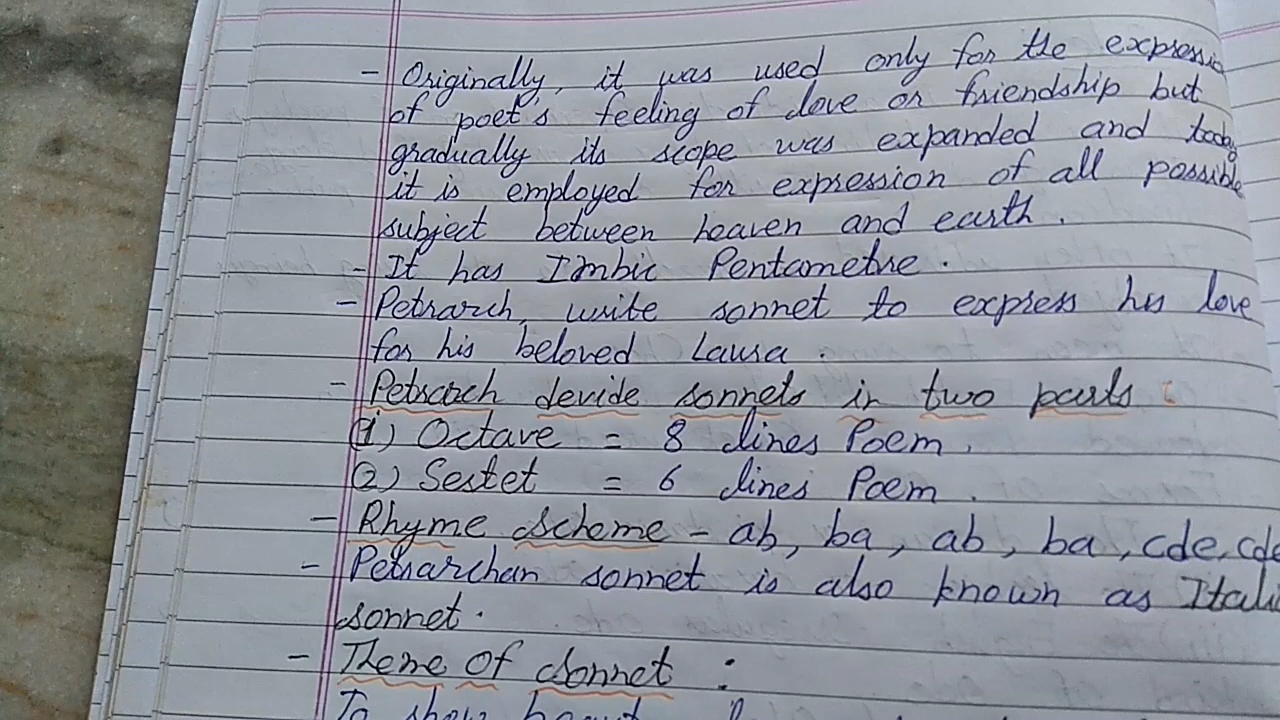 - Originally, it was used only for the expressio
of poet's feeling of love or friendship but
gradually its scope was expanded and today
it is employed for expression of all possible
subject between heaven and earth.
- It has Imbic Pentametre.
- Petrarch, write sonnet to express his love
for his beloved Laura.
- Petrarch devide sonnets in two parts :
(1) Octave = 8 lines Poem.
(2) Sestet = 6 lines Poem.
- Rhyme scheme - ab, ba, ab, ba, cde, cde
- Petrarchan sonnet is also known as Itali
sonnet.
- Theme of Sonnet :
To show